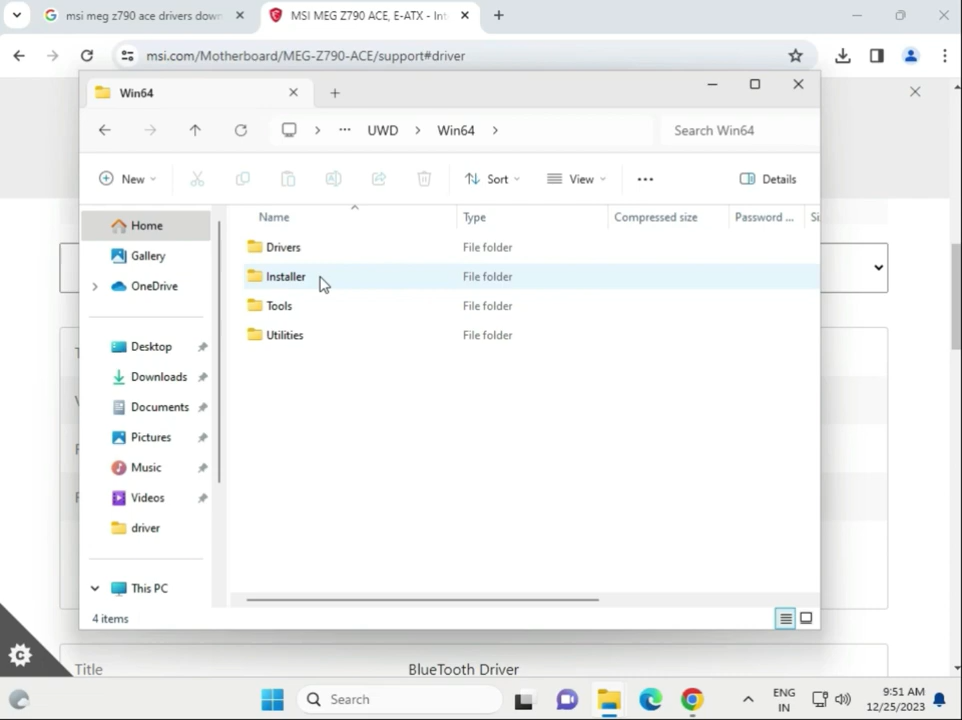 msi meg z790 ace drivers down
MSI MEG Z790 ACE, E-ATX - Int
msi.com/Motherboard/MEG-Z790-ACE/support#driver
Win64
UWD
Win64
Search Win64
New
Sort
View
Details
Name
Type
Compressed size
Password ...
Si
Home
Gallery
OneDrive
Desktop
Downloads
Documents
Pictures
Music
Videos
driver
This PC
Drivers
File folder
Installer
File folder
Tools
File folder
Utilities
File folder
4 items
Title
BlueTooth Driver
Search
ENG
IN
9:51 AM
12/25/2023